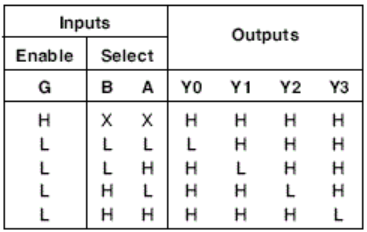 Inputs Outputs
Enable Select
G B A Y0 Y1 Y2 Y3
H X X H H H H
L L L L H H H
L L H H L H H
L H L H H L H
L H H H H H L